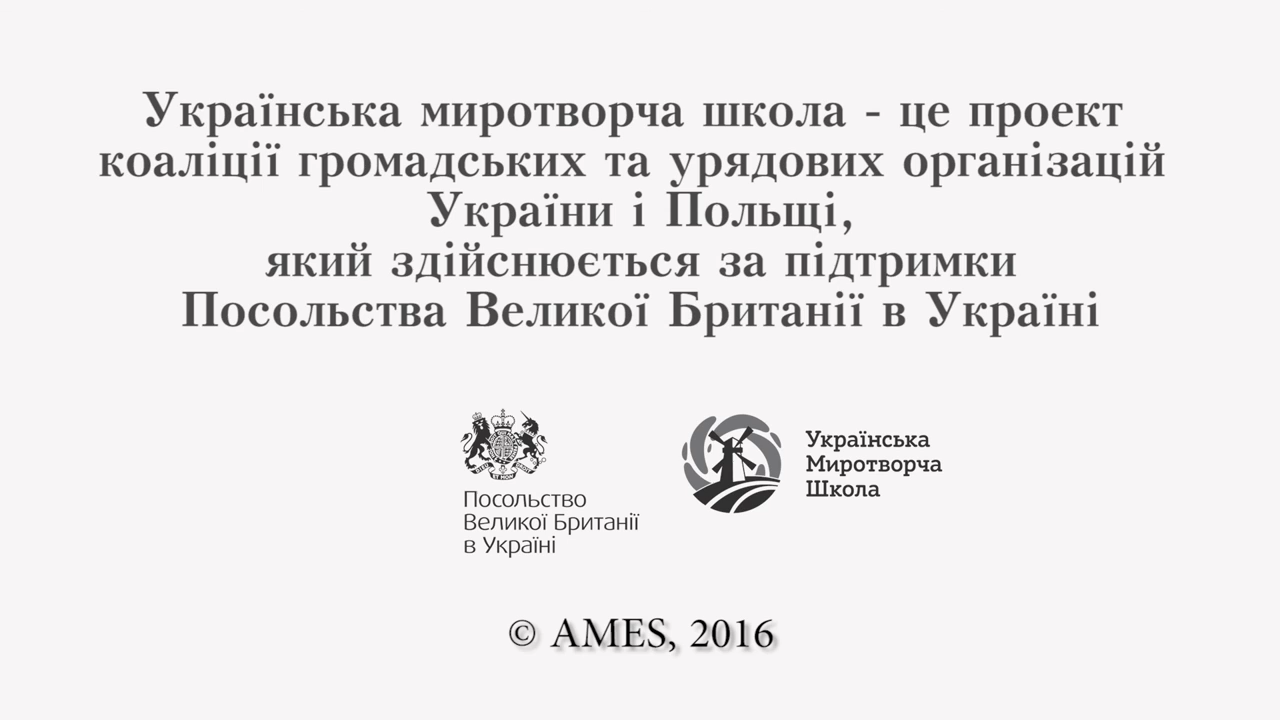 Українська миротворча школа - це проект
коаліції громадських та урядових організацій
України і Польщі,
який здійснюється за підтримки
Посольства Великої Британії в Україні
Посольство
Великої Британії
в Україні
Українська
Миротворча
Школа
© AMES, 2016